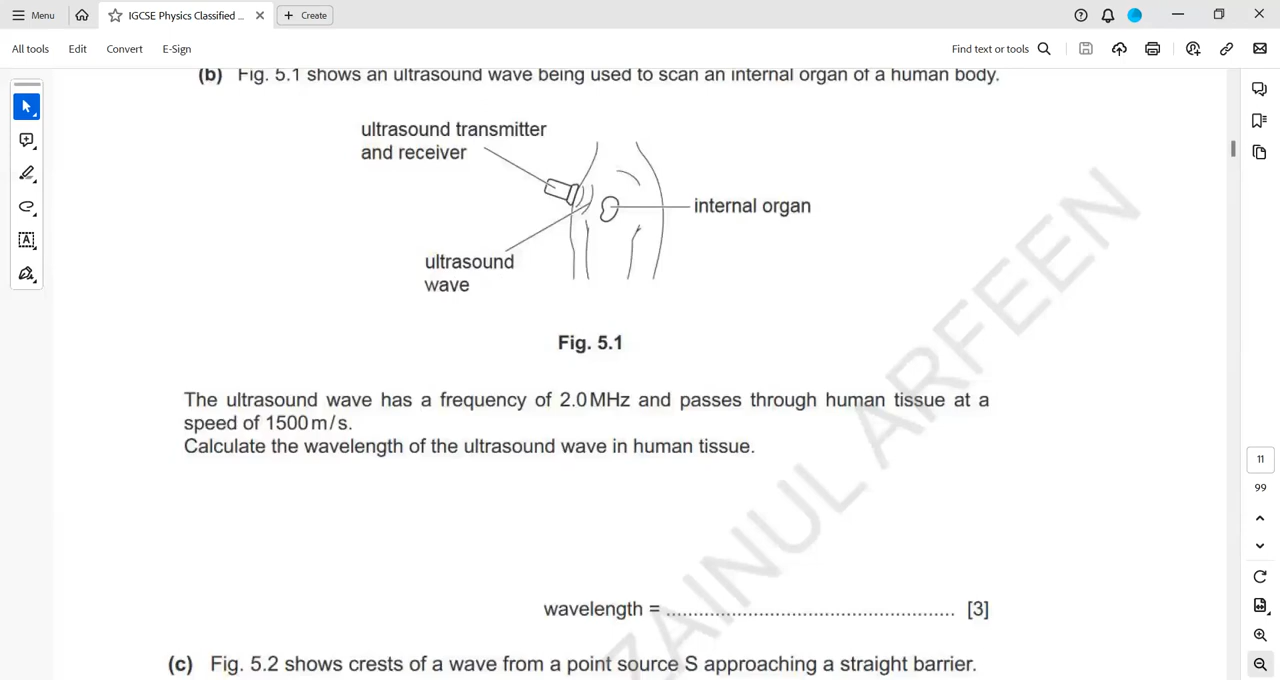 Menu
IGCSE Physics Classified ...
Create
All tools
Edit
Convert
E-Sign
Find text or tools
(b) Fig. 5.1 shows an ultrasound wave being used to scan an internal organ of a human body.
ultrasound transmitter
and receiver
internal organ
ultrasound
wave
Fig. 5.1
The ultrasound wave has a frequency of 2.0 MHz and passes through human tissue at a
speed of 1500 m / s.
Calculate the wavelength of the ultrasound wave in human tissue.
wavelength = ..................................................... [3]
(c) Fig. 5.2 shows crests of a wave from a point source S approaching a straight barrier.
ZAINUL ARFEEN
11
99